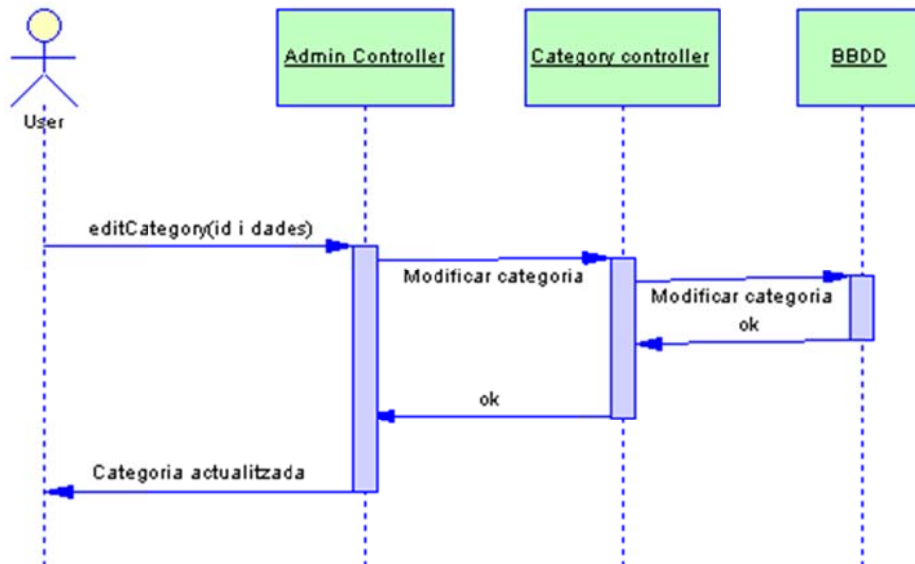 Admin Controller
Category controller
BBDD
User
editCategory(id i dades)
Modificar categoria
Modificar categoria
ok
ok
Categoria actualitzada